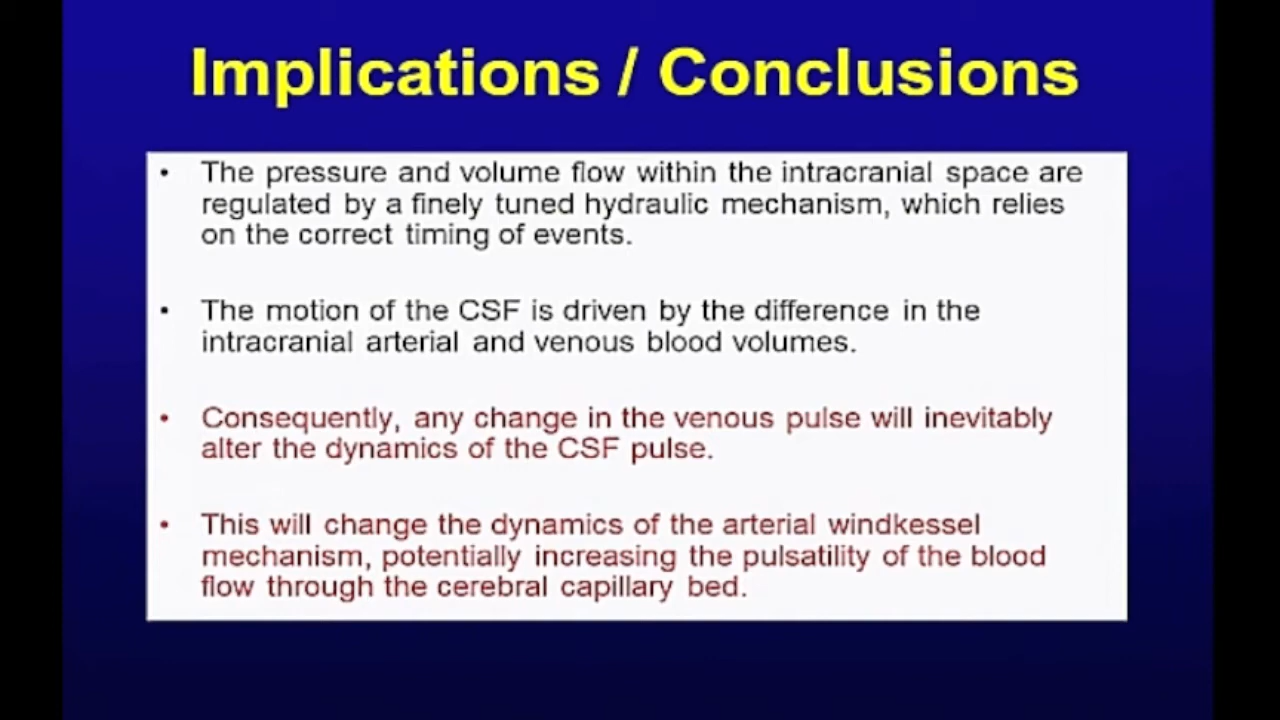 Implications / Conclusions
• The pressure and volume flow within the intracranial space are
regulated by a finely tuned hydraulic mechanism, which relies
on the correct timing of events.
• The motion of the CSF is driven by the difference in the
intracranial arterial and venous blood volumes.
• Consequently, any change in the venous pulse will inevitably
alter the dynamics of the CSF pulse.
• This will change the dynamics of the arterial windkessel
mechanism, potentially increasing the pulsatility of the blood
flow through the cerebral capillary bed.